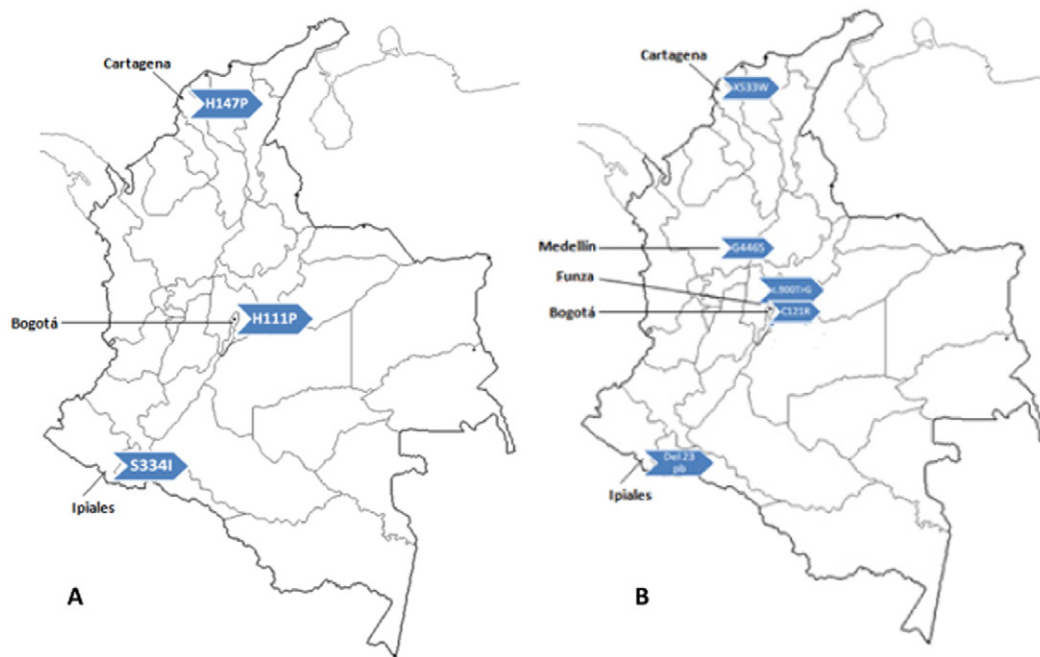 Cartagena
H147P
Bogotá
H111P
S334I
Ipiales
A
Cartagena
X533W
Medellín
G446S
Funza
c.900T>G
Bogotá
C121R
Del 23
pb
Ipiales
B